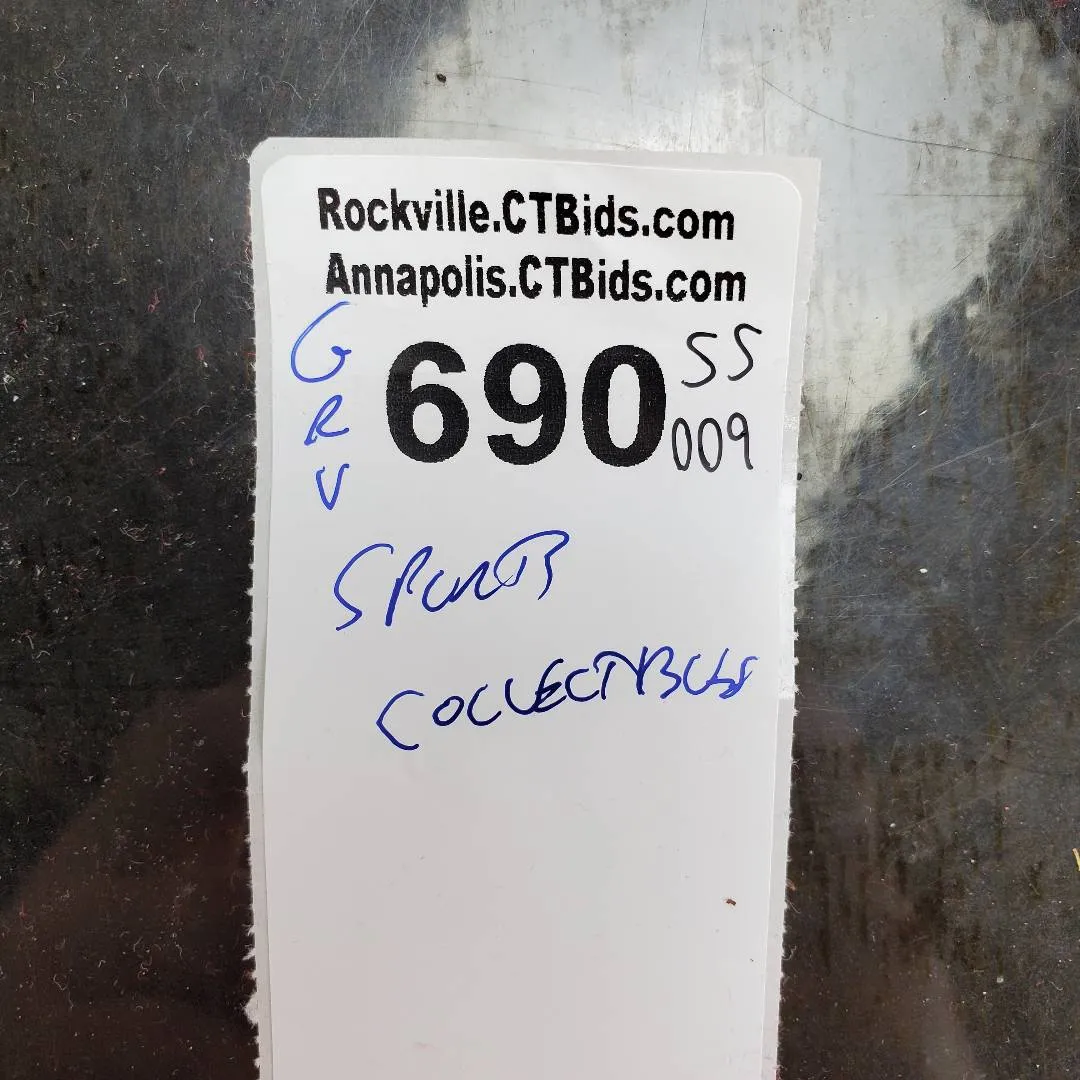 Rockville.CTBids.com
Annapolis.CTBids.com
G
R
V
690
SS
009
SPORTS
COLLECTIBLES